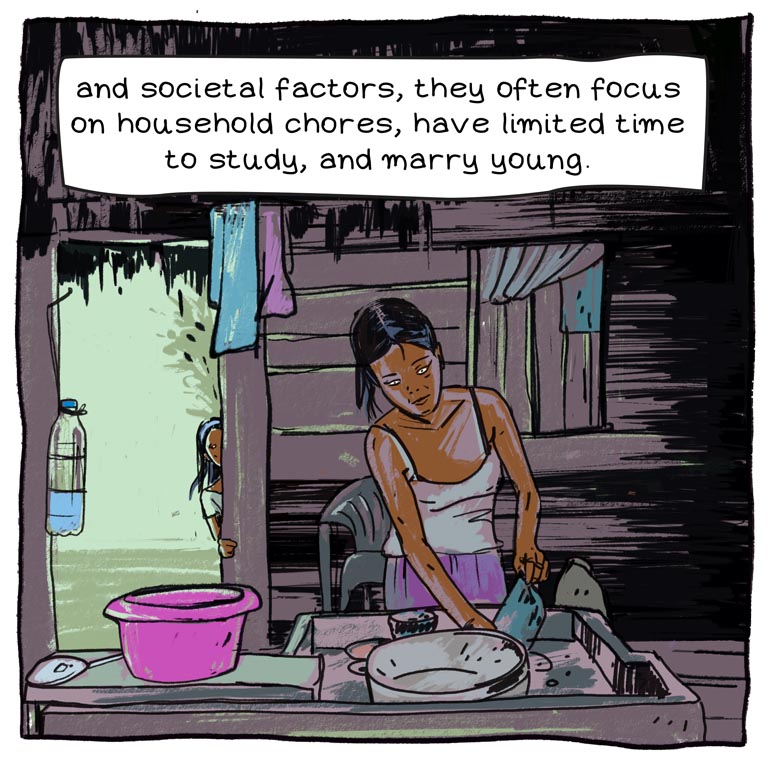 and societal factors, they often focus
on household chores, have limited time
to study, and marry young.